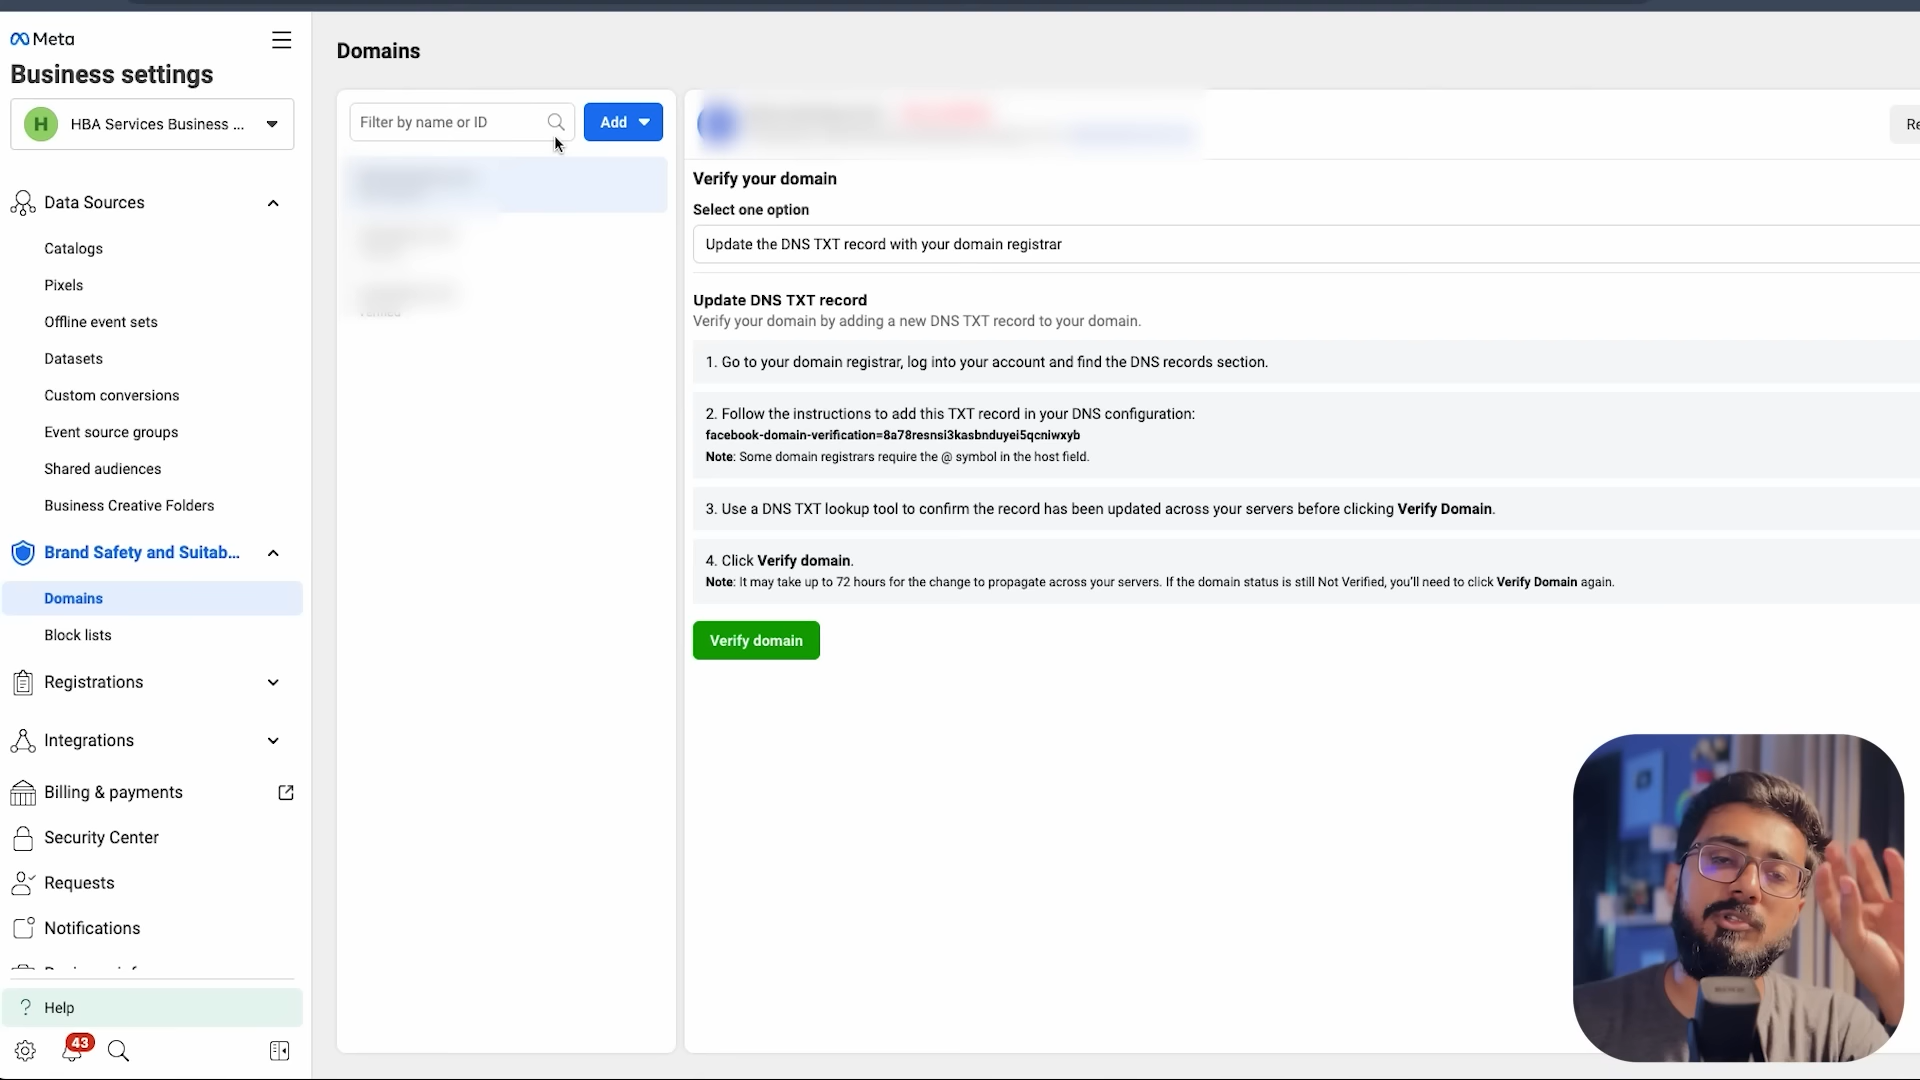 Meta
Business settings
H
HBA Services Business ...
Data Sources
Catalogs
Pixels
Offline event sets
Datasets
Custom conversions
Event source groups
Shared audiences
Business Creative Folders
Brand Safety and Suitab...
Domains
Block lists
Registrations
Integrations
Billing & payments
Security Center
Requests
Notifications
? Help
43
Domains
Filter by name or ID
Add
Verify your domain
Select one option
Update the DNS TXT record with your domain registrar
Update DNS TXT record
Verify your domain by adding a new DNS TXT record to your domain.
1. Go to your domain registrar, log into your account and find the DNS records section.
2. Follow the instructions to add this TXT record in your DNS configuration:
facebook-domain-verification=8a78resnsi3kasbnduyei5qcniwxyb
Note: Some domain registrars require the @ symbol in the host field.
3. Use a DNS TXT lookup tool to confirm the record has been updated across your servers before clicking Verify Domain.
4. Click Verify domain.
Note: It may take up to 72 hours for the change to propagate across your servers. If the domain status is still Not Verified, you'll need to click Verify Domain again.
Verify domain